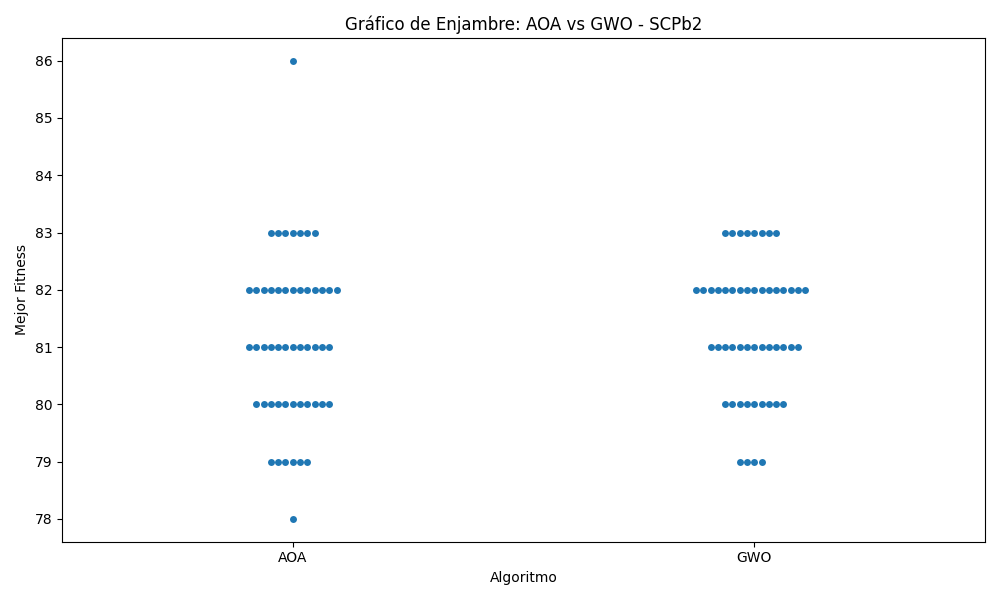 Gráfico de Enjambre: AOA vs GWO - SCPb2
86
85
84
83
82
81
80
79
78
Mejor Fitness
AOA
GWO
Algoritmo